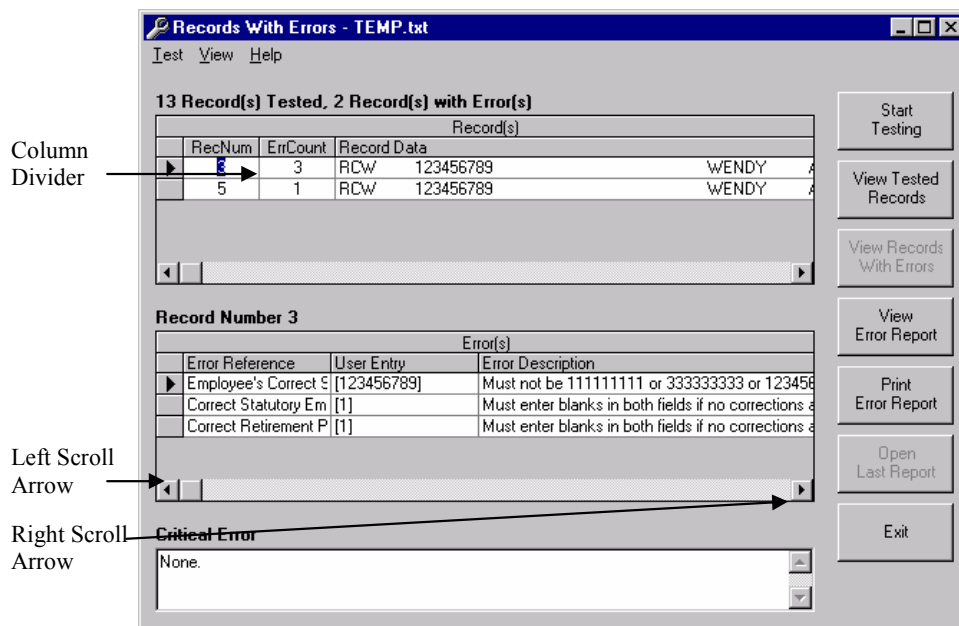 Records With Errors - TEMP.txt
Test View Help
13 Record(s) Tested, 2 Record(s) with Error(s)
Record(s)
RecNum ErrCount Record Data
3 3 RCW 123456789 WENDY A
5 1 RCW 123456789 WENDY A
Record Number 3
Error(s)
Error Reference User Entry Error Description
Employee's Correct S [123456789] Must not be 111111111 or 333333333 or 123456
Correct Statutory Em [1] Must enter blanks in both fields if no corrections a
Correct Retirement P [1] Must enter blanks in both fields if no corrections a
Critical Error
None.
Start
Testing
View Tested
Records
View Records
With Errors
View
Error Report
Print
Error Report
Open
Last Report
Exit
Column
Divider
Left Scroll
Arrow
Right Scroll
Arrow